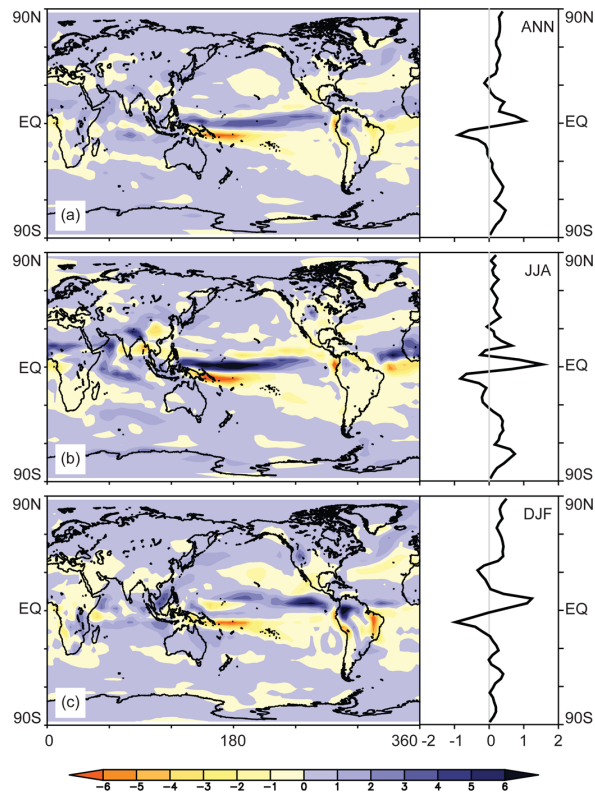 90N ANN 90N
EQ EQ
(a)
90S 90S
90N JJA 90N
EQ EQ
(b)
90S 90S
90N DJF 90N
EQ EQ
(c)
90S 90S
0 180 360 -2 -1 0 1 2
-6 -5 -4 -3 -2 -1 0 1 2 3 4 5 6